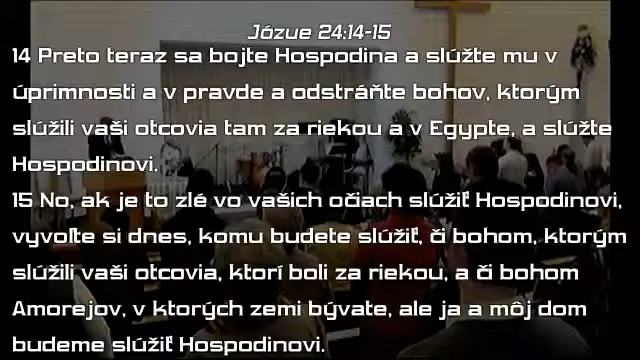 Józue 24:14-15
14 Preto teraz sa bojte Hospodina a slúžte mu v
úprimnosti a v pravde a odstráňte bohov, ktorým
slúžili vaši otcovia tam za riekou a v Egypte, a slúžte
Hospodinovi.
15 No, ak je to zlé vo vašich očiach slúžiť Hospodinovi,
vyvoľte si dnes, komu budete slúžiť, či bohom, ktorým
slúžili vaši otcovia, ktorí boli za riekou, a či bohom
Amorejov, v ktorých zemi bývate, ale ja a môj dom
budeme slúžiť Hospodinovi.